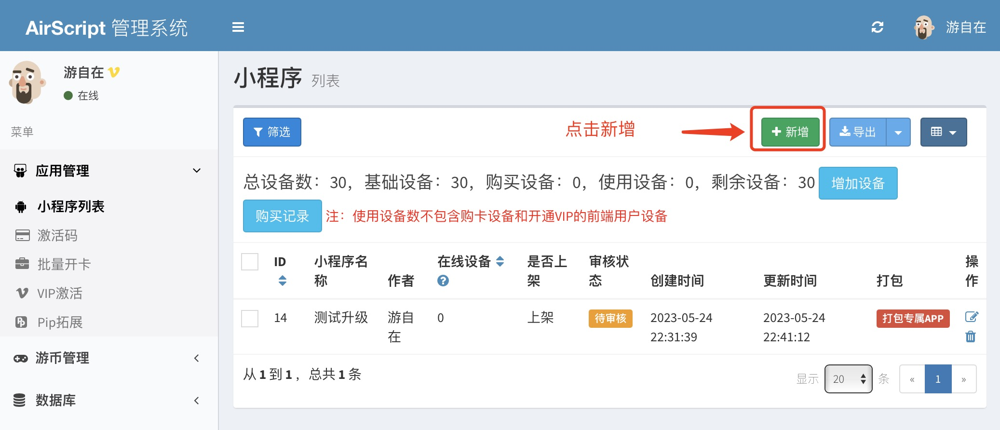 AirScript 管理系统
游自在
游自在
在线
菜单
应用管理
小程序列表
激活码
批量开卡
VIP激活
Pip拓展
游币管理
数据库
小程序 列表
筛选
点击新增
新增
导出
总设备数：30，基础设备：30，购买设备：0，使用设备：0，剩余设备：30 增加设备
购买记录 注：使用设备数不包含购卡设备和开通VIP的前端用户设备
ID 小程序名称 作者 在线设备 是否上架 审核状态 创建时间 更新时间 打包 操作
14 测试升级 游自在 0 上架 待审核 2023-05-24 22:31:39 2023-05-24 22:41:12 打包专属APP
从 1 到 1 ，总共 1 条
显示 20 条 « 1 »